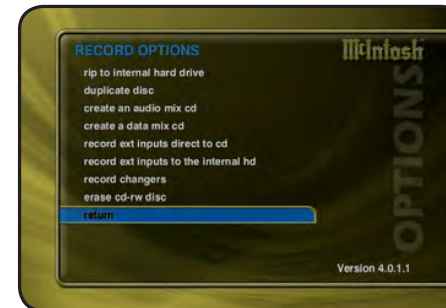 RECORD OPTIONS
McIntosh
rip to internal hard drive
duplicate disc
create an audio mix cd
create a data mix cd
record ext inputs direct to cd
record ext inputs to the internal hd
record changers
erase cd-rw disc
return
OPTIONS
Version 4.0.1.1